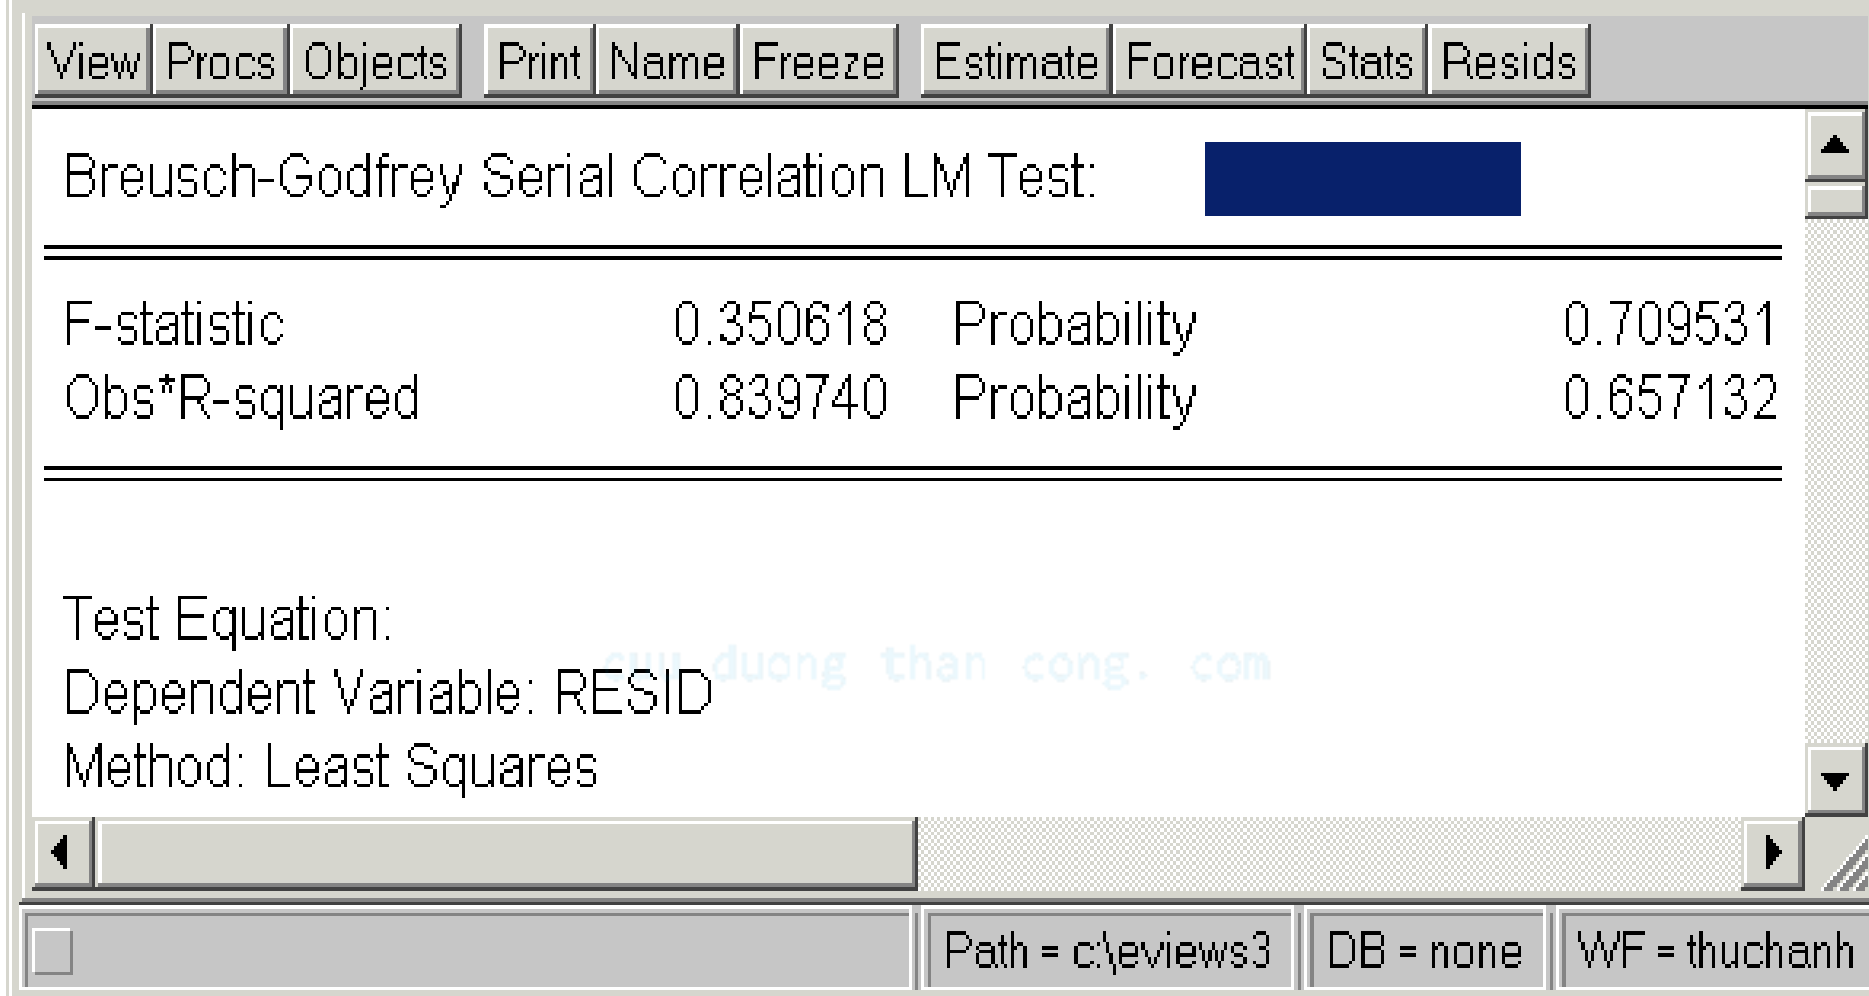 View Procs Objects Print Name Freeze Estimate Forecast Stats Resids
Breusch-Godfrey Serial Correlation LM Test:
F-statistic 0.350618 Probability 0.709531
Obs*R-squared 0.839740 Probability 0.657132
Test Equation:
cuu duong than cong. com
Dependent Variable: RESID
Method: Least Squares
Path = c:\eviews3 DB = none WF = thuchanh